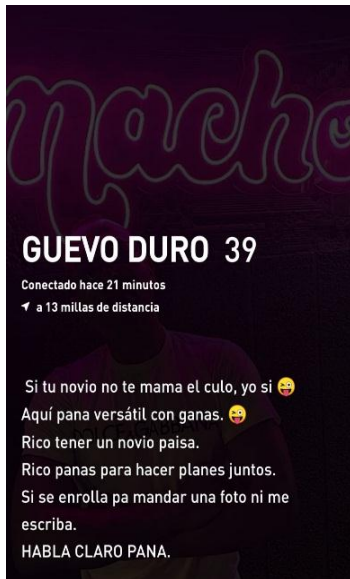 macho
GUEVO DURO 39
Conectado hace 21 minutos
a 13 millas de distancia
Si tu novio no te mama el culo, yo si 😜
Aquí pana versátil con ganas. 😜
Rico tener un novio paisa.
Rico panas para hacer planes juntos.
Si se enrolla pa mandar una foto ni me
escriba.
HABLA CLARO PANA.